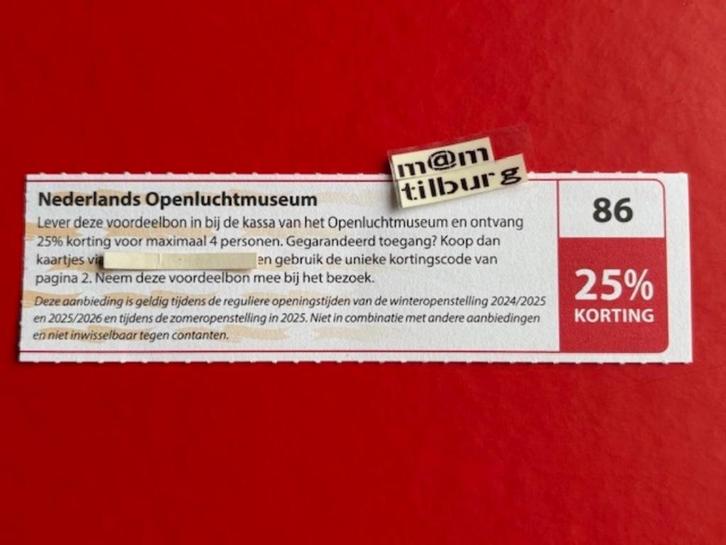 m@m
tilburg
Nederlands Openluchtmuseum
Lever deze voordeelbon in bij de kassa van het Openluchtmuseum en ontvang
25% korting voor maximaal 4 personen. Gegarandeerd toegang? Koop dan
kaartjes via en gebruik de unieke kortingscode van
pagina 2. Neem deze voordeelbon mee bij het bezoek.
Deze aanbieding is geldig tijdens de reguliere openingstijden van de winteropenstelling 2024/2025
en 2025/2026 en tijdens de zomeropenstelling in 2025. Niet in combinatie met andere aanbiedingen
en niet inwisselbaar tegen contanten.
86
25%
KORTING